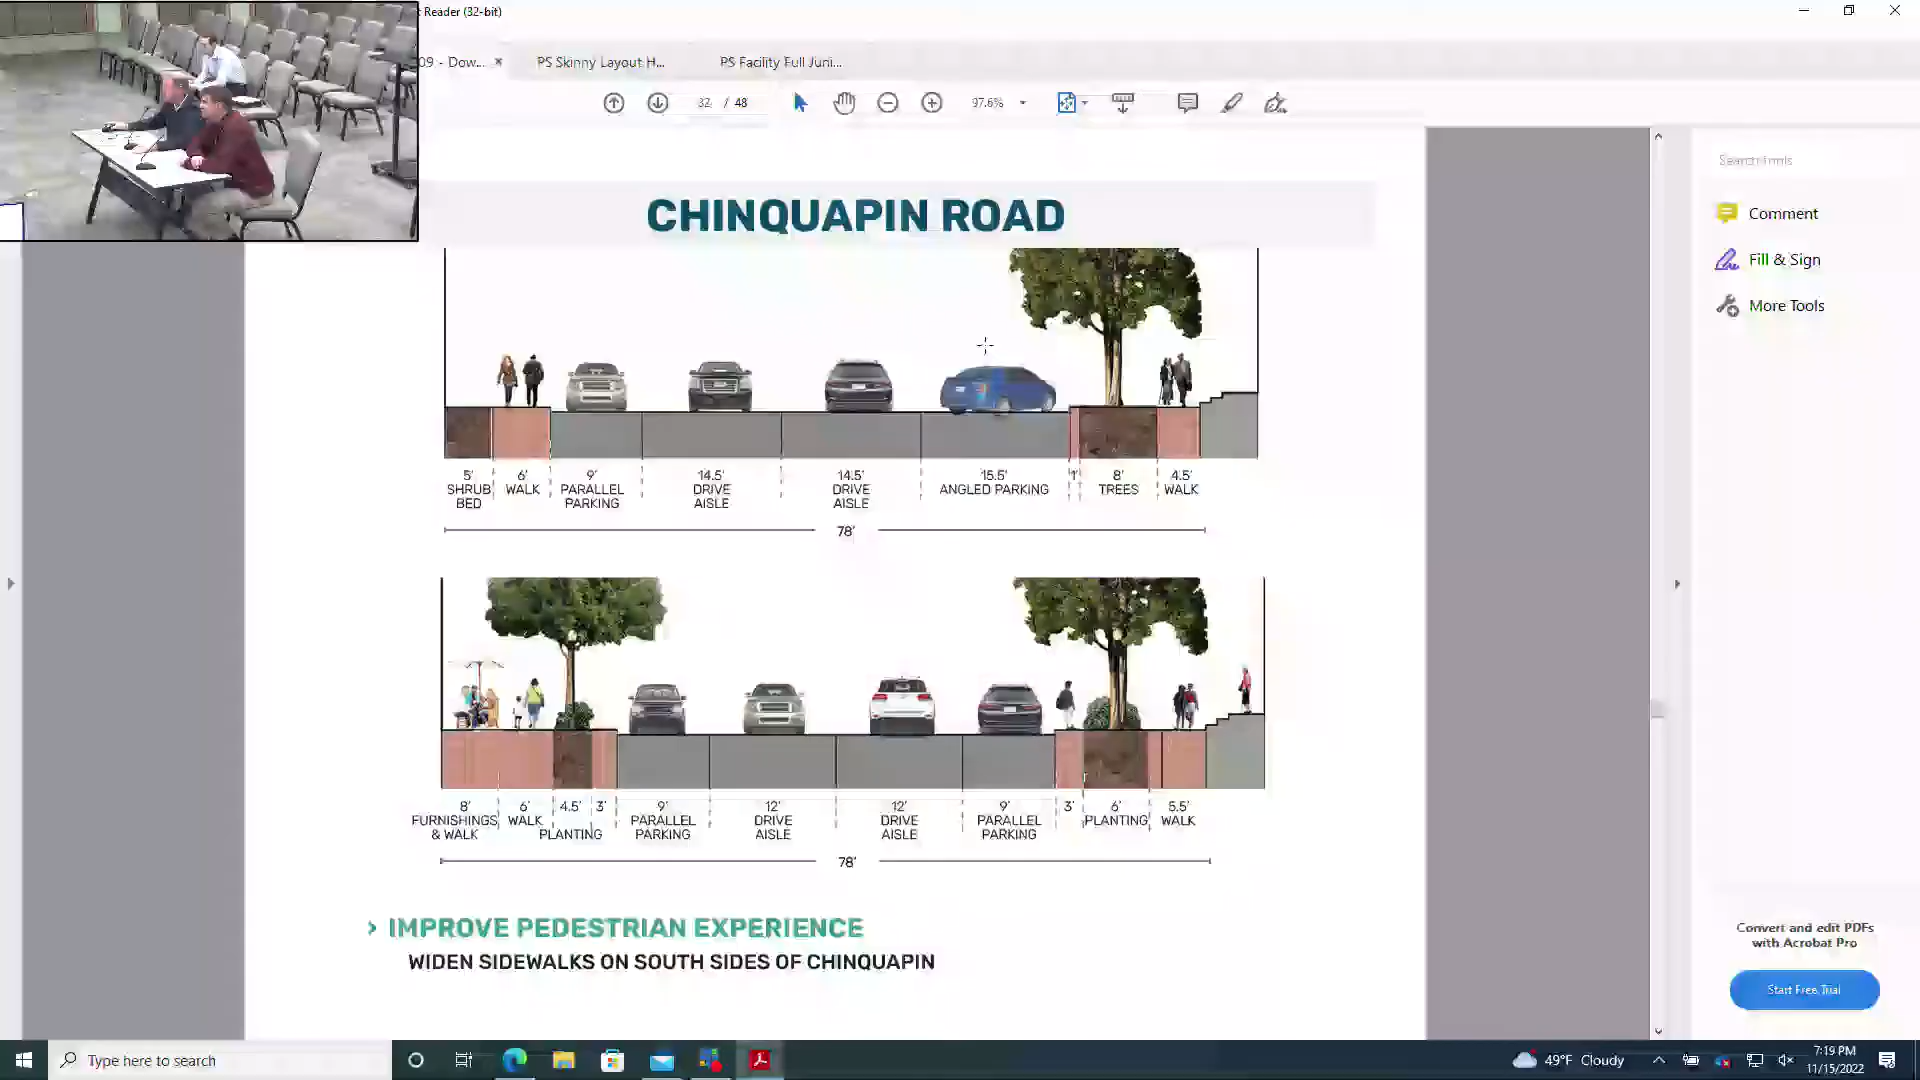 t Reader (32-bit)
09 - Dow...
PS Skinny Layout H...
PS Facility Full Juni...
32 / 48
97.6%
Search Tools
Comment
Fill & Sign
More Tools
CHINQUAPIN ROAD
5' 6' 9' 14.5' 14.5' 15.5' 1' 8' 4.5'
SHRUB WALK PARALLEL DRIVE DRIVE ANGLED PARKING TREES WALK
BED PARKING AISLE AISLE
78'
8' 6' 4.5' 3' 9' 12' 12' 9' 3' 6' 5.5'
FURNISHINGS WALK PARALLEL DRIVE DRIVE PARALLEL PLANTING WALK
& WALK PLANTING PARKING AISLE AISLE PARKING
78'
› IMPROVE PEDESTRIAN EXPERIENCE
WIDEN SIDEWALKS ON SOUTH SIDES OF CHINQUAPIN
Convert and edit PDFs
with Acrobat Pro
Start Free Trial
Type here to search
49°F Cloudy
7:19 PM
11/15/2022